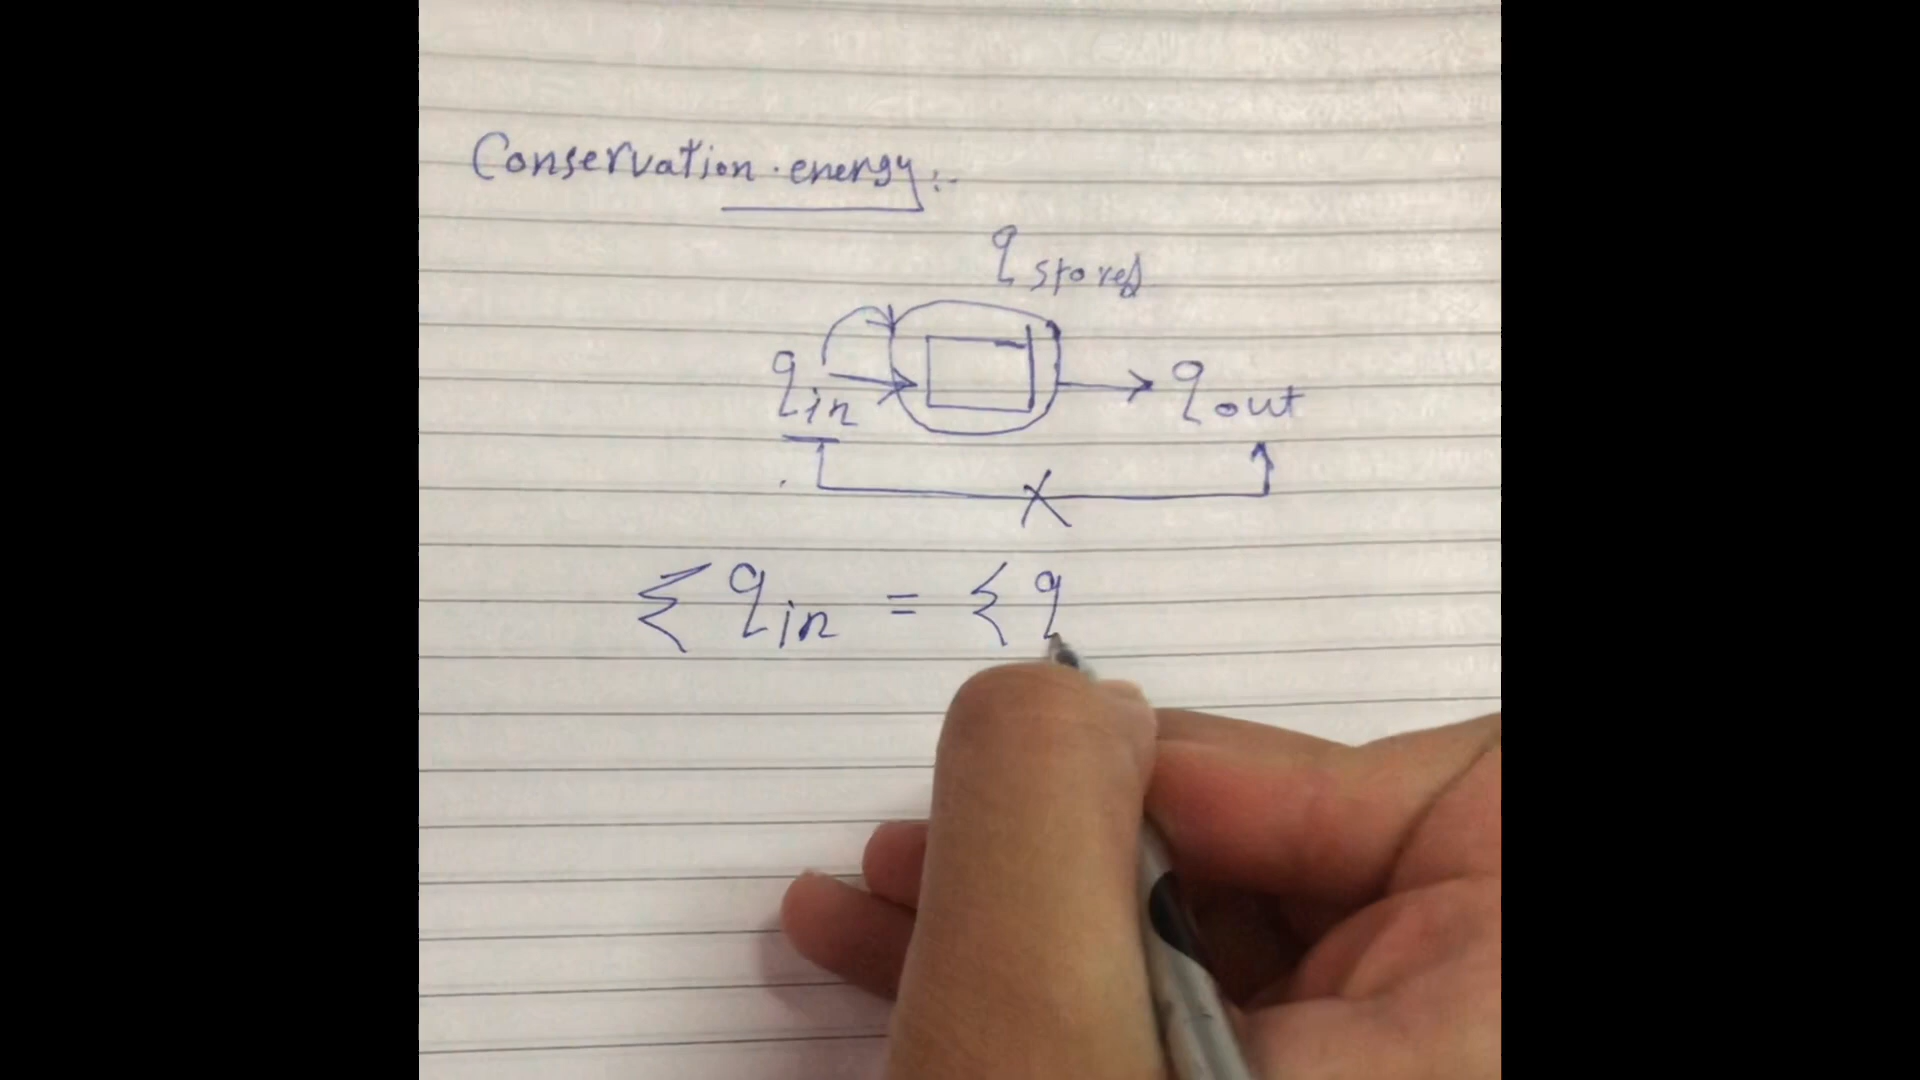 Conservation energy:-
q stored
q in
q out
Σ q in = Σ q